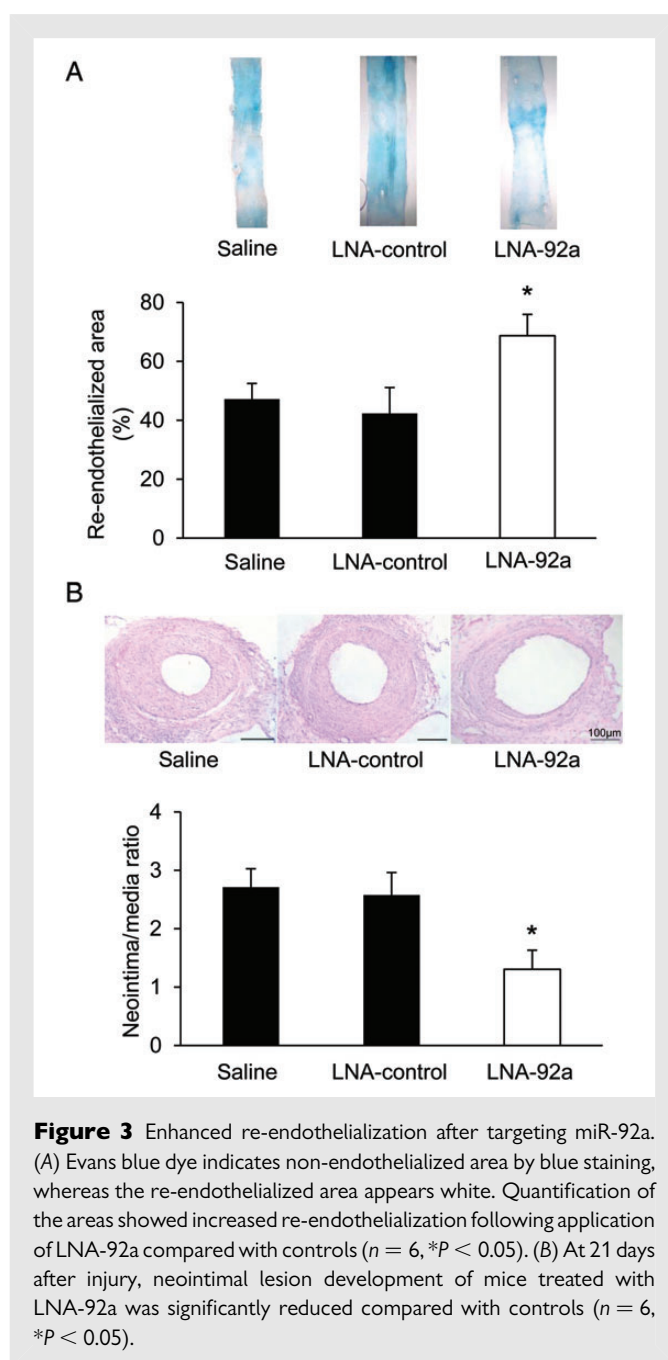 A
Saline LNA-control LNA-92a
80
60
40
20
0
Re-endothelialized area
(%)
*
Saline LNA-control LNA-92a
B
100µm
Saline LNA-control LNA-92a
4
3
2
1
0
Neointima/media ratio
*
Saline LNA-control LNA-92a
Figure 3 Enhanced re-endothelialization after targeting miR-92a.
(A) Evans blue dye indicates non-endothelialized area by blue staining,
whereas the re-endothelialized area appears white. Quantification of
the areas showed increased re-endothelialization following application
of LNA-92a compared with controls (n = 6, *P < 0.05). (B) At 21 days
after injury, neointimal lesion development of mice treated with
LNA-92a was significantly reduced compared with controls (n = 6,
*P < 0.05).